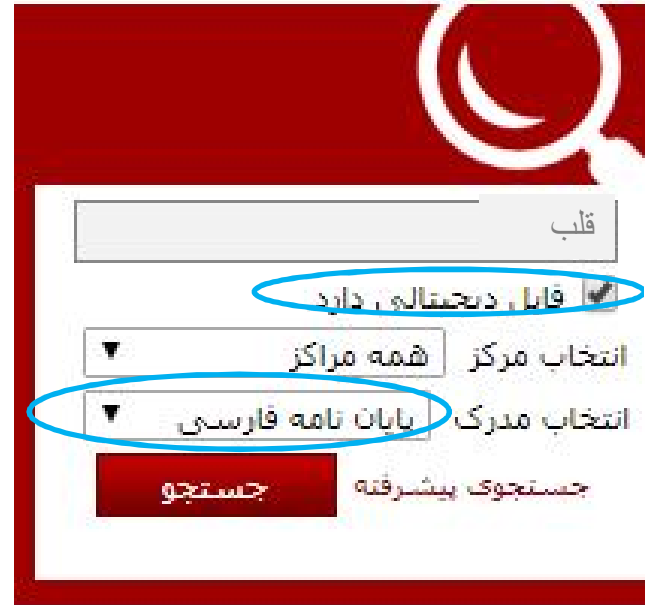 قلب
فایل دیجیتالی دارد
انتخاب مرکز همه مراکز
انتخاب مدرک پایان نامه فارسی
جستجوی پیشرفته جستجو